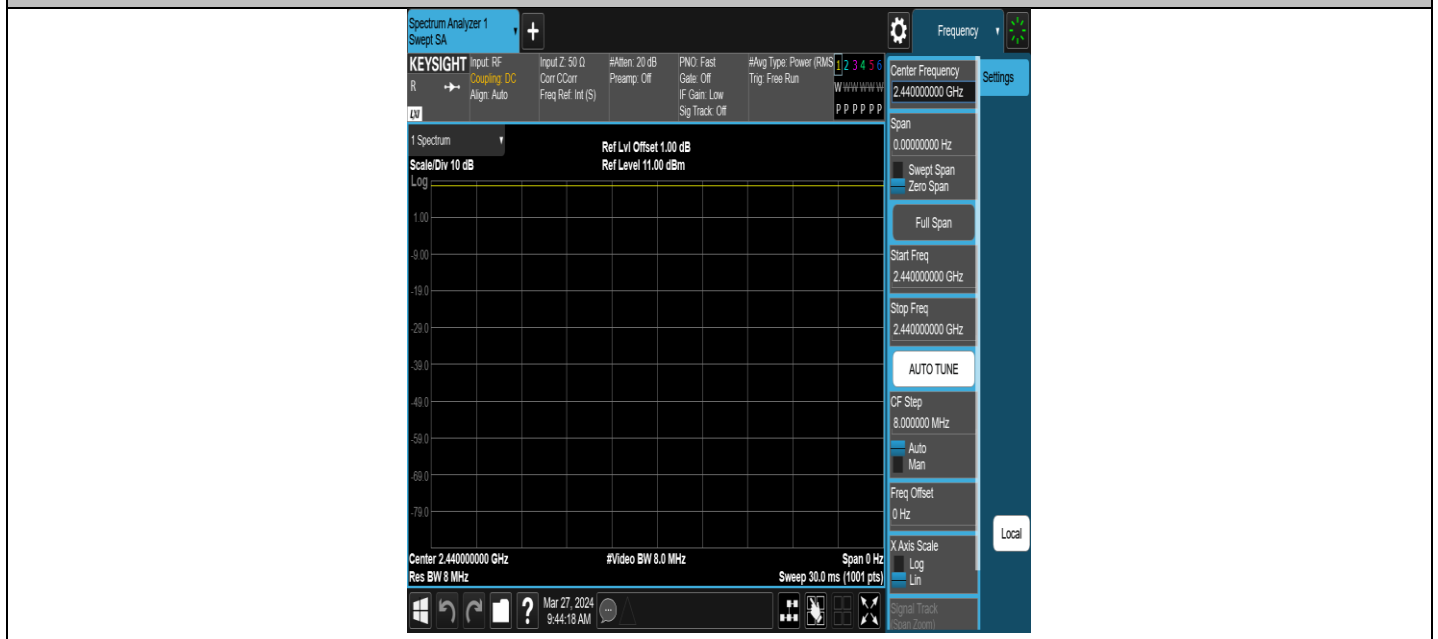 Spectrum Analyzer 1
Swept SA
+
Frequency
KEYSIGHT
R
LXI
Input: RF
Coupling: DC
Align: Auto
Input Z: 50 Ω
Corr CCorr
Freq Ref: Int (S)
#Atten: 20 dB
Preamp: Off
PNO: Fast
Gate: Off
IF Gain: Low
Sig Track: Off
#Avg Type: Power (RMS
Trig: Free Run
1 2 3 4 5 6
W W W W W W
P P P P P P
1 Spectrum
Scale/Div 10 dB
Ref Lvl Offset 1.00 dB
Ref Level 11.00 dBm
Log
1.00
-9.00
-19.0
-29.0
-39.0
-49.0
-59.0
-69.0
-79.0
Center 2.440000000 GHz
Res BW 8 MHz
#Video BW 8.0 MHz
Span 0 Hz
Sweep 30.0 ms (1001 pts)
Mar 27, 2024
9:44:18 AM
Center Frequency
2.440000000 GHz
Settings
Span
0.00000000 Hz
Swept Span
Zero Span
Full Span
Start Freq
2.440000000 GHz
Stop Freq
2.440000000 GHz
AUTO TUNE
CF Step
8.000000 MHz
Auto
Man
Freq Offset
0 Hz
X Axis Scale
Log
Lin
Signal Track
(Span Zoom)
Local